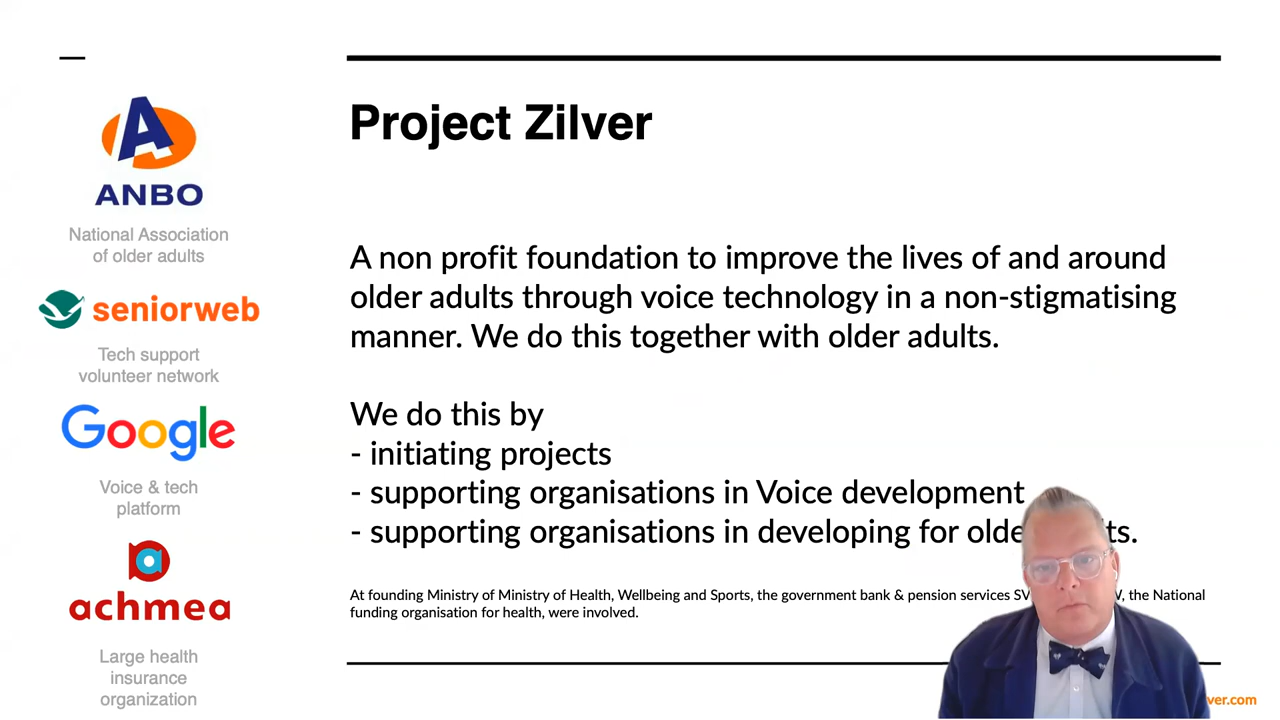 Project Zilver
ANBO
National Association
of older adults
seniorweb
Tech support
volunteer network
Google
Voice & tech
platform
achmea
Large health
insurance
organization
A non profit foundation to improve the lives of and around
older adults through voice technology in a non-stigmatising
manner. We do this together with older adults.
We do this by
- initiating projects
- supporting organisations in Voice development
- supporting organisations in developing for
At founding Ministry of Ministry of Health, Wellbeing and Sports, the government bank & pension services the National
funding organisation for health, were involved.
ver.com